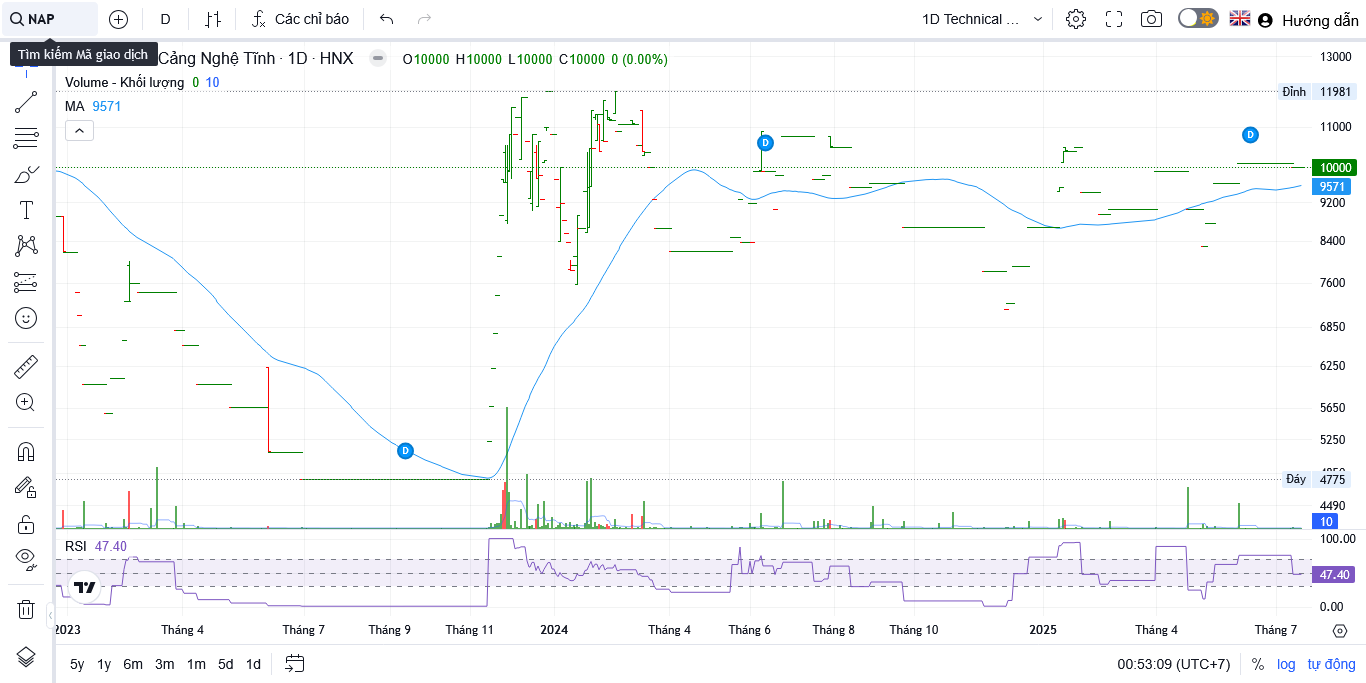 NAP D Các chỉ báo 1D Technical ... Hướng dẫn
Tìm kiếm Mã giao dịch
Cảng Nghệ Tĩnh · 1D · HNX O10000 H10000 L10000 C10000 0 (0.00%)
Volume - Khối lượng 0 10
MA 9571
13000
Đỉnh 11981
11000
10000
9571
9200
8400
7600
6850
6250
5650
5250
Đáy 4775
4490
10
D
D
D
RSI 47.40
100.00
47.40
0.00
2023 Tháng 4 Tháng 7 Tháng 9 Tháng 11 2024 Tháng 4 Tháng 6 Tháng 8 Tháng 10 2025 Tháng 4 Tháng 7
5y 1y 6m 3m 1m 5d 1d 00:53:09 (UTC+7) % log tự động